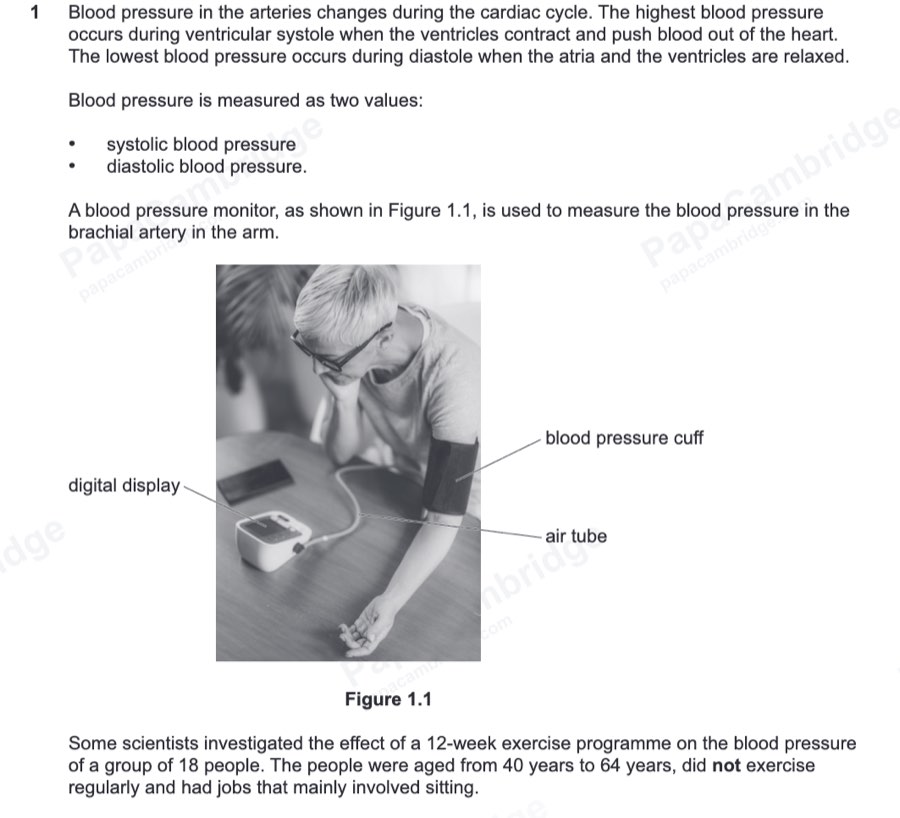 1 Blood pressure in the arteries changes during the cardiac cycle. The highest blood pressure
occurs during ventricular systole when the ventricles contract and push blood out of the heart.
The lowest blood pressure occurs during diastole when the atria and the ventricles are relaxed.
Blood pressure is measured as two values:
• systolic blood pressure
• diastolic blood pressure.
A blood pressure monitor, as shown in Figure 1.1, is used to measure the blood pressure in the
brachial artery in the arm.
blood pressure cuff
digital display
air tube
Figure 1.1
Some scientists investigated the effect of a 12-week exercise programme on the blood pressure
of a group of 18 people. The people were aged from 40 years to 64 years, did not exercise
regularly and had jobs that mainly involved sitting.
PapaCambridge
papacambridge